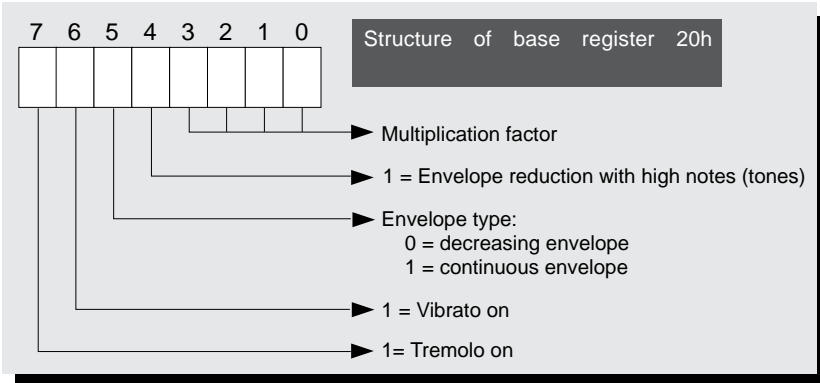 7 6 5 4 3 2 1 0
Structure of base register 20h
Multiplication factor
1 = Envelope reduction with high notes (tones)
Envelope type:
0 = decreasing envelope
1 = continuous envelope
1 = Vibrato on
1= Tremolo on